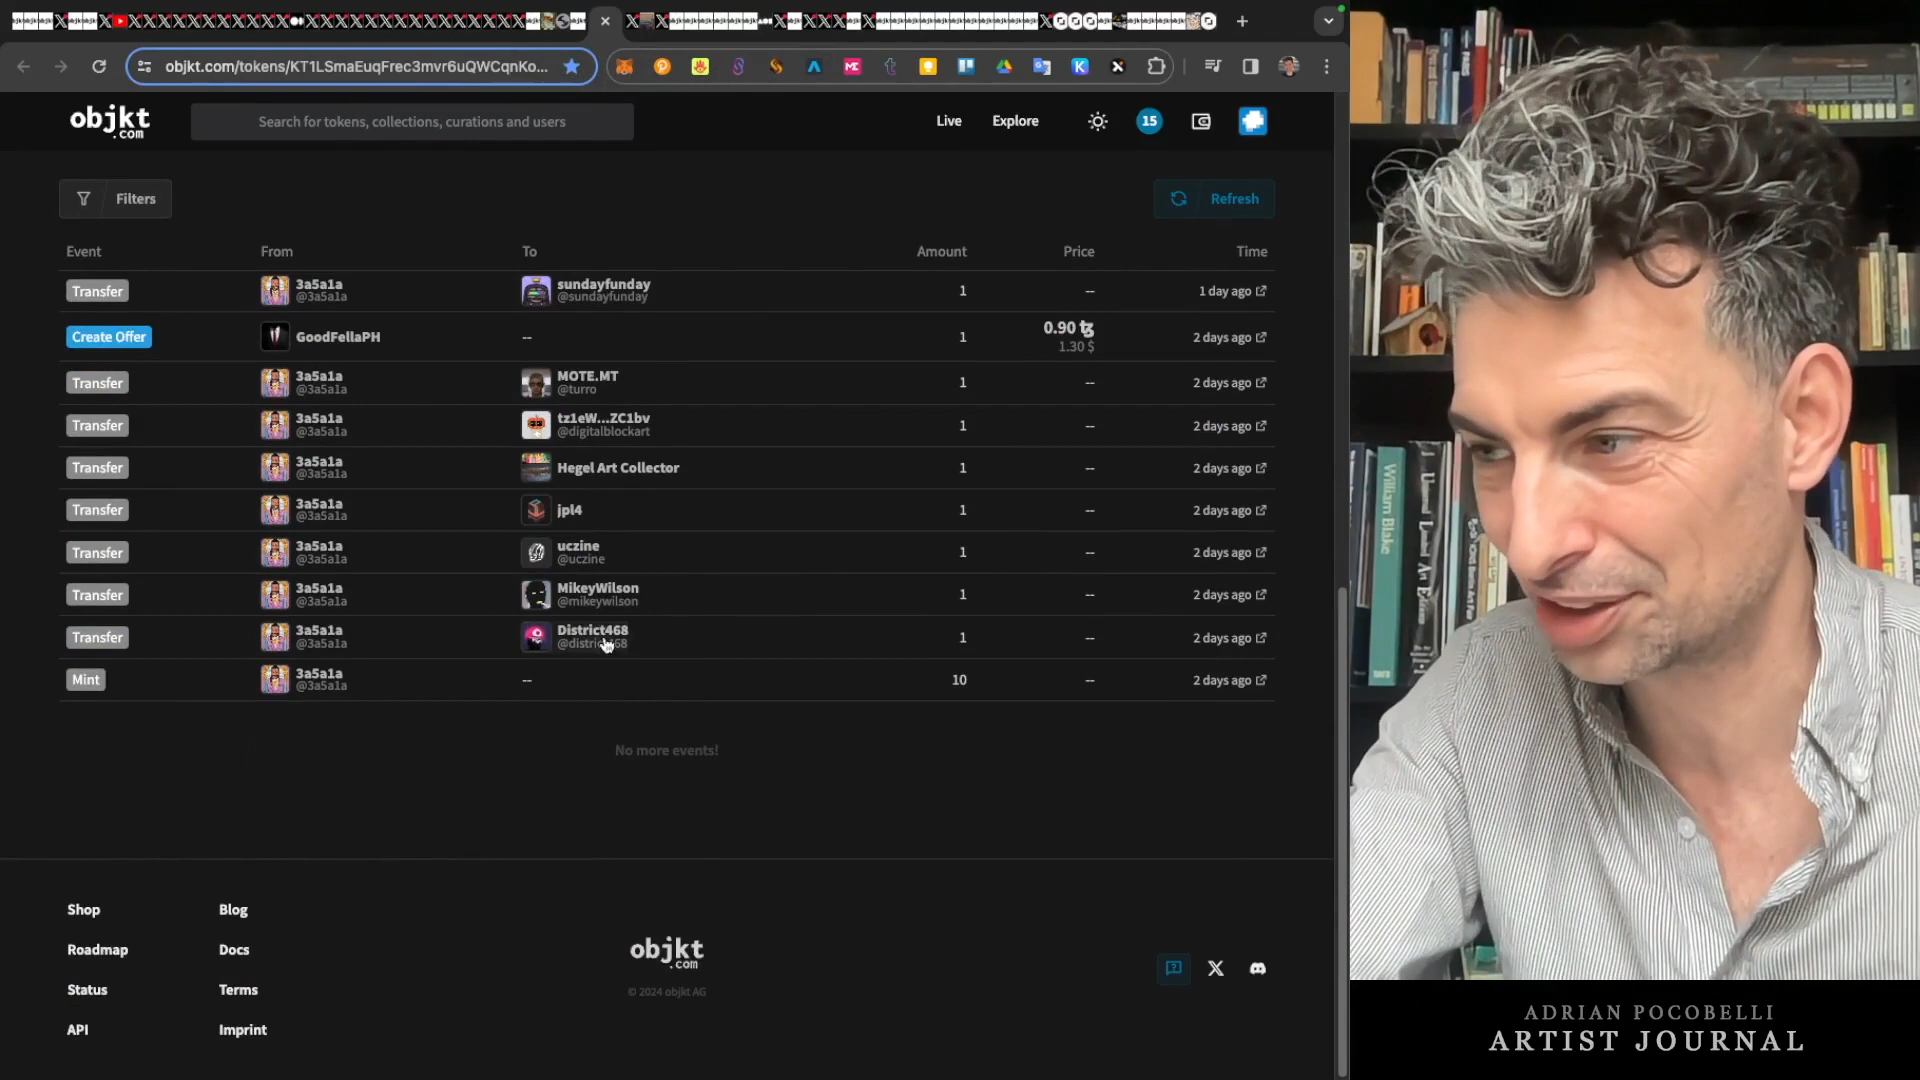 objkt.com/tokens/KT1LSmaEuqFrec3mvr6uQWCqnKo...
objkt
.com
Search for tokens, collections, curations and users
Live
Explore
15
Filters
Refresh
Event From To Amount Price Time
Transfer 3a5a1a sundayfunday 1 -- 1 day ago
@3a5a1a @sundayfunday
Create Offer GoodFellaPH -- 1 0.90 ꜩ 2 days ago
1.30 $
Transfer 3a5a1a MOTE.MT 1 -- 2 days ago
@3a5a1a @turro
Transfer 3a5a1a tz1eW...ZC1bv 1 -- 2 days ago
@3a5a1a @digitalblockart
Transfer 3a5a1a Hegel Art Collector 1 -- 2 days ago
@3a5a1a
Transfer 3a5a1a jpl4 1 -- 2 days ago
@3a5a1a
Transfer 3a5a1a uczine 1 -- 2 days ago
@3a5a1a @uczine
Transfer 3a5a1a MikeyWilson 1 -- 2 days ago
@3a5a1a @mikeywilson
Transfer 3a5a1a District468 1 -- 2 days ago
@3a5a1a @district468
Mint 3a5a1a -- 10 -- 2 days ago
@3a5a1a
No more events!
Shop Blog
Roadmap Docs
Status Terms
API Imprint
objkt
.com
© 2024 objkt AG
William Blake
ADRIAN POCOBELLI
ARTIST JOURNAL